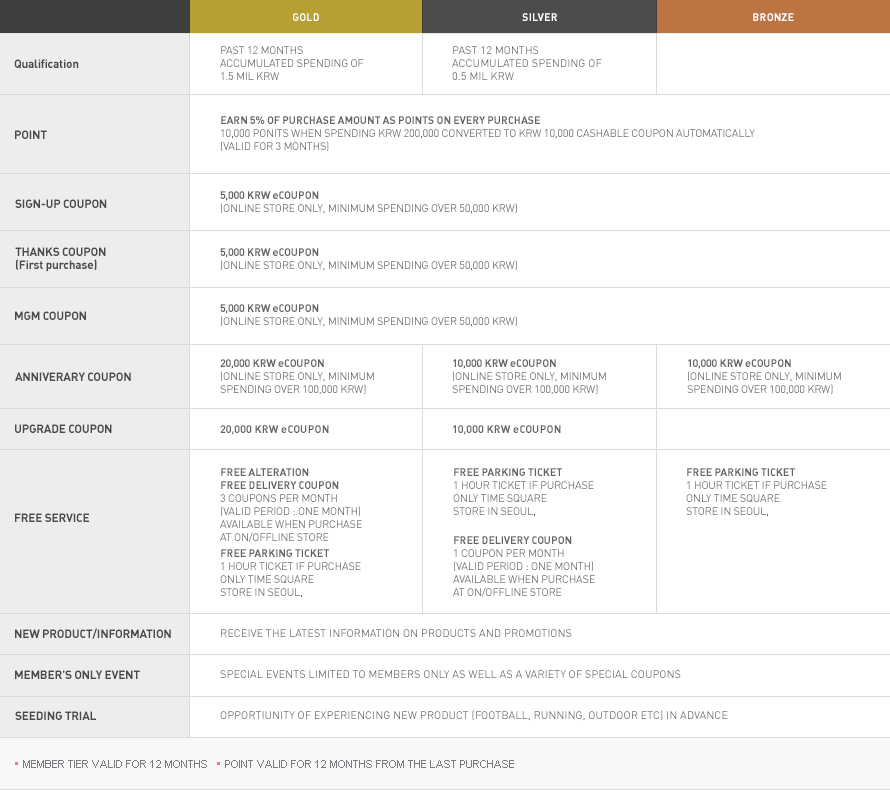 GOLD SILVER BRONZE
Qualification
PAST 12 MONTHS
ACCUMULATED SPENDING OF
1.5 MIL KRW
PAST 12 MONTHS
ACCUMULATED SPENDING OF
0.5 MIL KRW
POINT
EARN 5% OF PURCHASE AMOUNT AS POINTS ON EVERY PURCHASE
10,000 PONITS WHEN SPENDING KRW 200,000 CONVERTED TO KRW 10,000 CASHABLE COUPON AUTOMATICALLY
(VALID FOR 3 MONTHS)
SIGN-UP COUPON
5,000 KRW eCOUPON
(ONLINE STORE ONLY, MINIMUM SPENDING OVER 50,000 KRW)
THANKS COUPON
(First purchase)
5,000 KRW eCOUPON
(ONLINE STORE ONLY, MINIMUM SPENDING OVER 50,000 KRW)
MGM COUPON
5,000 KRW eCOUPON
(ONLINE STORE ONLY, MINIMUM SPENDING OVER 50,000 KRW)
ANNIVERARY COUPON
20,000 KRW eCOUPON
(ONLINE STORE ONLY, MINIMUM
SPENDING OVER 100,000 KRW)
10,000 KRW eCOUPON
(ONLINE STORE ONLY, MINIMUM
SPENDING OVER 100,000 KRW)
10,000 KRW eCOUPON
(ONLINE STORE ONLY, MINIMUM
SPENDING OVER 100,000 KRW)
UPGRADE COUPON
20,000 KRW eCOUPON
10,000 KRW eCOUPON
FREE SERVICE
FREE ALTERATION
FREE DELIVERY COUPON
3 COUPONS PER MONTH
(VALID PERIOD : ONE MONTH)
AVAILABLE WHEN PURCHASE
AT ON/OFFLINE STORE
FREE PARKING TICKET
1 HOUR TICKET IF PURCHASE
ONLY TIME SQUARE
STORE IN SEOUL,
FREE PARKING TICKET
1 HOUR TICKET IF PURCHASE
ONLY TIME SQUARE
STORE IN SEOUL,
FREE DELIVERY COUPON
1 COUPON PER MONTH
(VALID PERIOD : ONE MONTH)
AVAILABLE WHEN PURCHASE
AT ON/OFFLINE STORE
FREE PARKING TICKET
1 HOUR TICKET IF PURCHASE
ONLY TIME SQUARE
STORE IN SEOUL,
NEW PRODUCT/INFORMATION
RECEIVE THE LATEST INFORMATION ON PRODUCTS AND PROMOTIONS
MEMBER'S ONLY EVENT
SPECIAL EVENTS LIMITED TO MEMBERS ONLY AS WELL AS A VARIETY OF SPECIAL COUPONS
SEEDING TRIAL
OPPORTIUNITY OF EXPERIENCING NEW PRODUCT (FOOTBALL, RUNNING, OUTDOOR ETC) IN ADVANCE
• MEMBER TIER VALID FOR 12 MONTHS • POINT VALID FOR 12 MONTHS FROM THE LAST PURCHASE